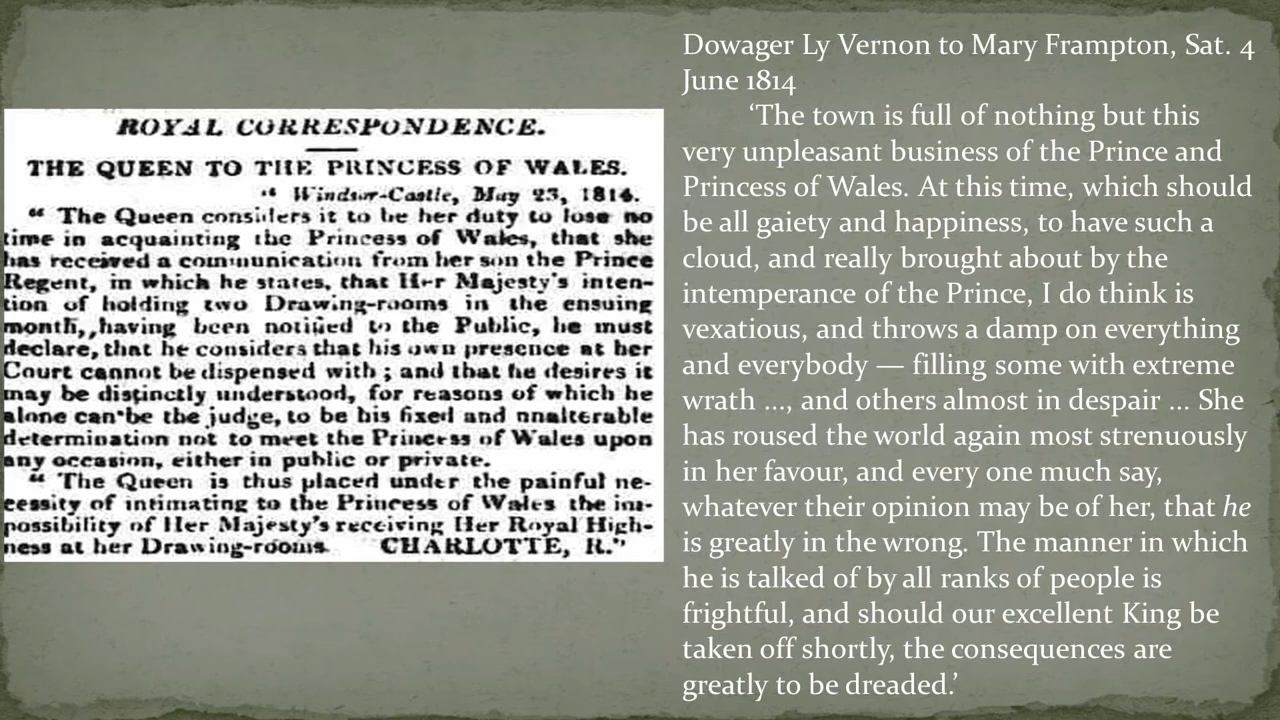 ROYAL CORRESPONDENCE.
THE QUEEN TO THE PRINCESS OF WALES.
“ Windsor-Castle, May 23, 1814.
“ The Queen considers it to be her duty to lose no
time in acquainting the Princess of Wales, that she
has received a communication from her son the Prince
Regent, in which he states, that Her Majesty's inten-
tion of holding two Drawing-rooms in the ensuing
month,,having been notified to the Public, he must
declare, that he considers that his own presence at her
Court cannot be dispensed with ; and that he desires it
may be distinctly understood, for reasons of which he
alone can be the judge, to be his fixed and unalterable
determination not to meet the Princess of Wales upon
any occasion, either in public or private.
“ The Queen is thus placed under the painful ne-
cessity of intimating to the Princess of Wales the im-
possibility of Her Majesty's receiving Her Royal High-
ness at her Drawing-rooms. CHARLOTTE, R.”
Dowager Ly Vernon to Mary Frampton, Sat. 4
June 1814
‘The town is full of nothing but this
very unpleasant business of the Prince and
Princess of Wales. At this time, which should
be all gaiety and happiness, to have such a
cloud, and really brought about by the
intemperance of the Prince, I do think is
vexatious, and throws a damp on everything
and everybody — filling some with extreme
wrath ..., and others almost in despair ... She
has roused the world again most strenuously
in her favour, and every one much say,
whatever their opinion may be of her, that he
is greatly in the wrong. The manner in which
he is talked of by all ranks of people is
frightful, and should our excellent King be
taken off shortly, the consequences are
greatly to be dreaded.’